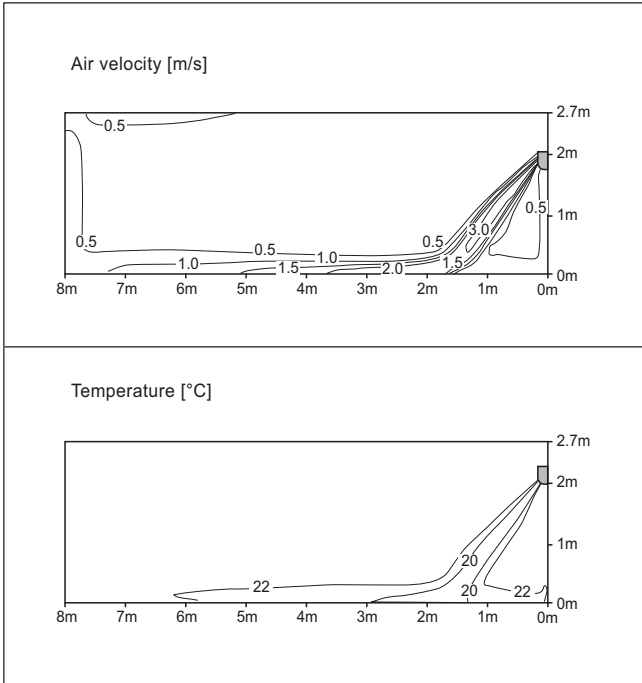 Air velocity [m/s]
2.7m
0.5
2m
0.5
1m
3.0
0.5 0.5 0.5
1.0 1.0 1.5
1.5 2.0
0m
8m 7m 6m 5m 4m 3m 2m 1m 0m
Temperature [°C]
2.7m
2m
1m
20
22 20 22
0m
8m 7m 6m 5m 4m 3m 2m 1m 0m